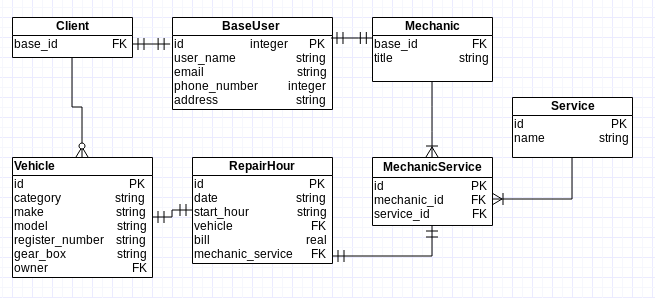 Client
base_id FK
BaseUser
id integer PK
user_name string
email string
phone_number integer
address string
Mechanic
base_id FK
title string
Service
id PK
name string
Vehicle
id PK
category string
make string
model string
register_number string
gear_box string
owner FK
RepairHour
id PK
date string
start_hour string
vehicle FK
bill real
mechanic_service FK
MechanicService
id PK
mechanic_id FK
service_id FK